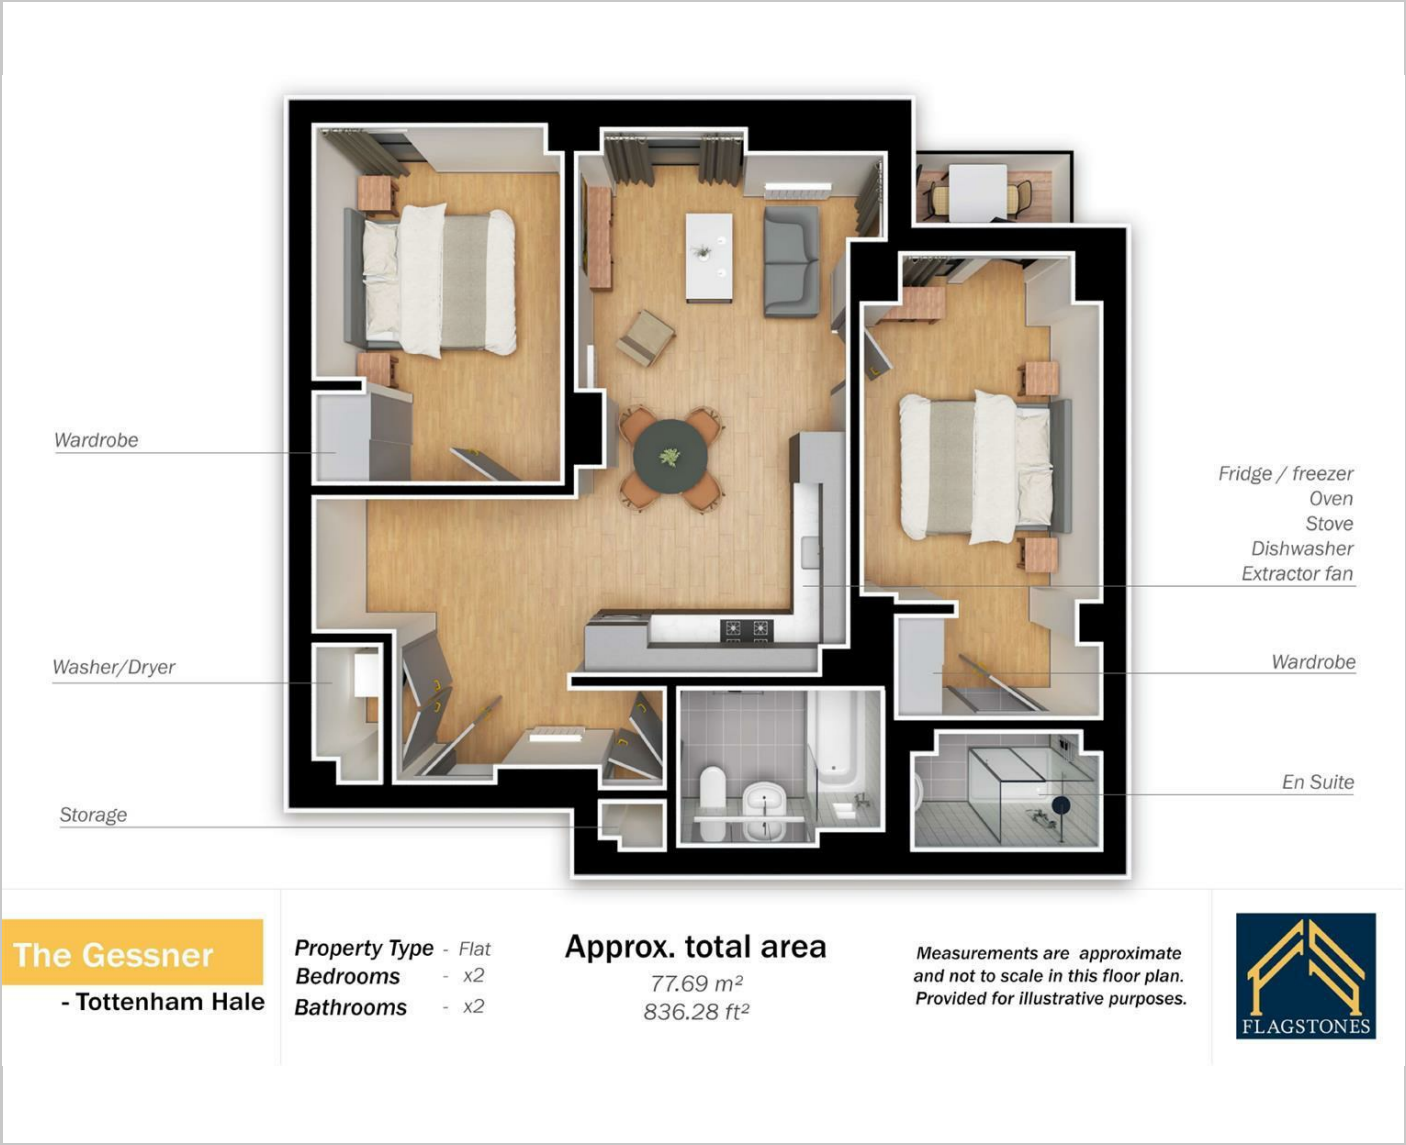 Wardrobe
Washer/Dryer
Storage
Fridge / freezer
Oven
Stove
Dishwasher
Extractor fan
Wardrobe
En Suite
The Gessner
- Tottenham Hale
Property Type - Flat
Bedrooms - x2
Bathrooms - x2
Approx. total area
77.69 m²
836.28 ft²
Measurements are approximate
and not to scale in this floor plan.
Provided for illustrative purposes.
FLAGSTONES